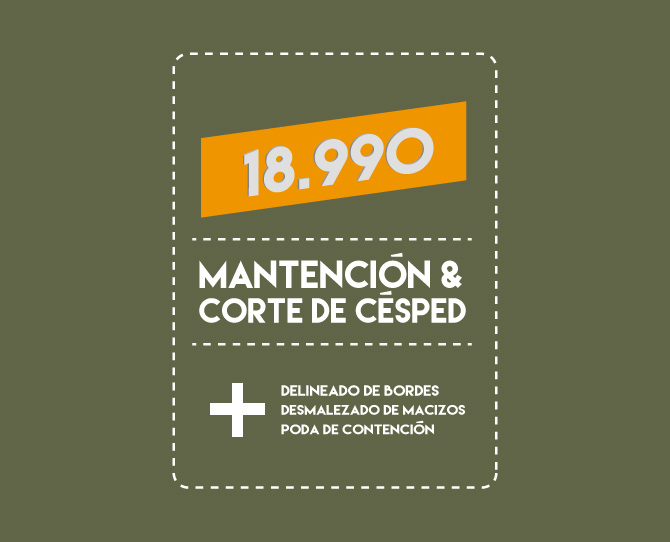 18.990
MANTENCIÓN &
CORTE DE CÉSPED
DELINEADO DE BORDES
DESMALEZADO DE MACIZOS
PODA DE CONTENCIÓN